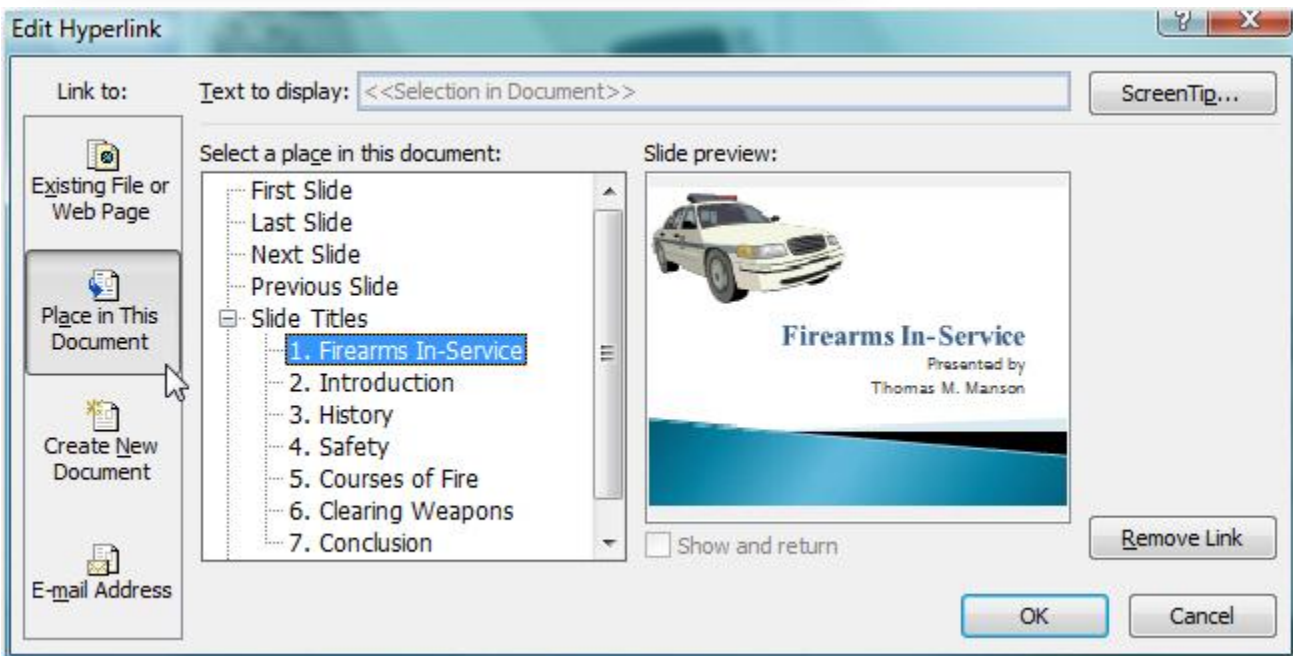 Edit Hyperlink
Link to:
Text to display: <<Selection in Document>>
ScreenTip...
Existing File or
Web Page
Place in This
Document
Create New
Document
E-mail Address
Select a place in this document:
First Slide
Last Slide
Next Slide
Previous Slide
Slide Titles
1. Firearms In-Service
2. Introduction
3. History
4. Safety
5. Courses of Fire
6. Clearing Weapons
7. Conclusion
Slide preview:
Firearms In-Service
Presented by
Thomas M. Manson
Show and return
Remove Link
OK
Cancel